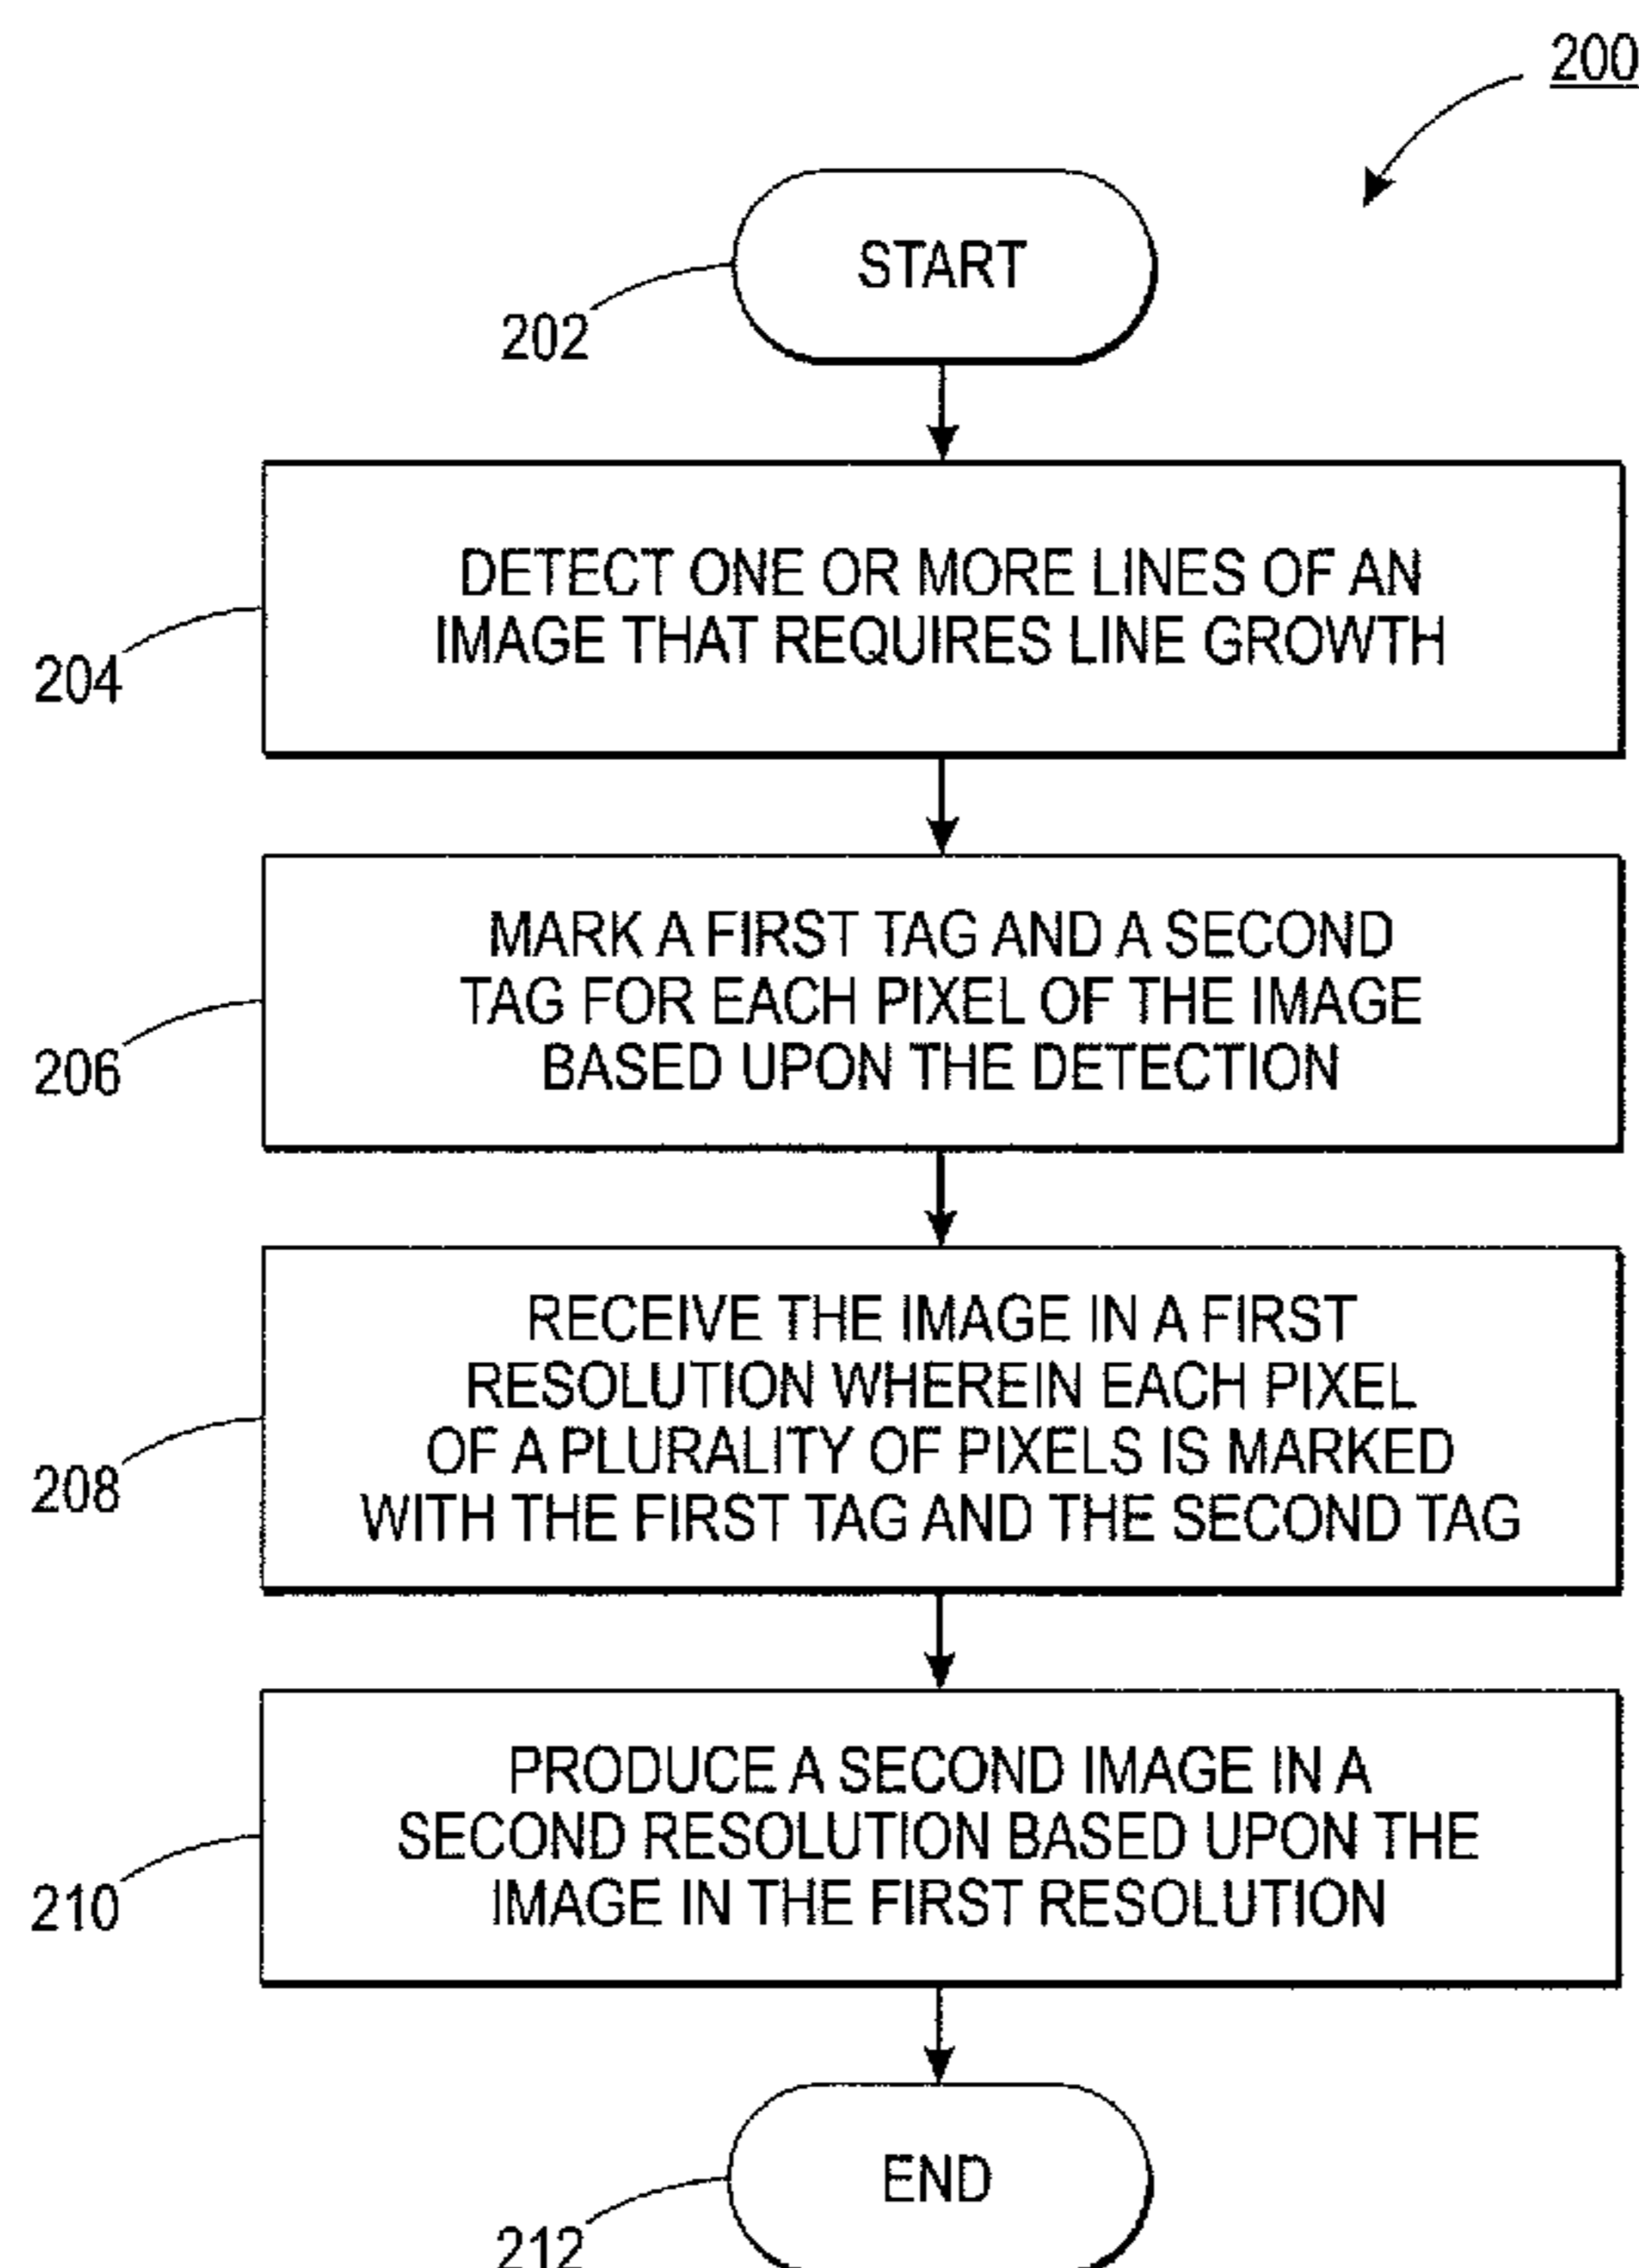 200
START
202
DETECT ONE OR MORE LINES OF AN
IMAGE THAT REQUIRES LINE GROWTH
204
MARK A FIRST TAG AND A SECOND
TAG FOR EACH PIXEL OF THE IMAGE
BASED UPON THE DETECTION
206
RECEIVE THE IMAGE IN A FIRST
RESOLUTION WHEREIN EACH PIXEL
OF A PLURALITY OF PIXELS IS MARKED
WITH THE FIRST TAG AND THE SECOND TAG
208
PRODUCE A SECOND IMAGE IN A
SECOND RESOLUTION BASED UPON THE
IMAGE IN THE FIRST RESOLUTION
210
END
212